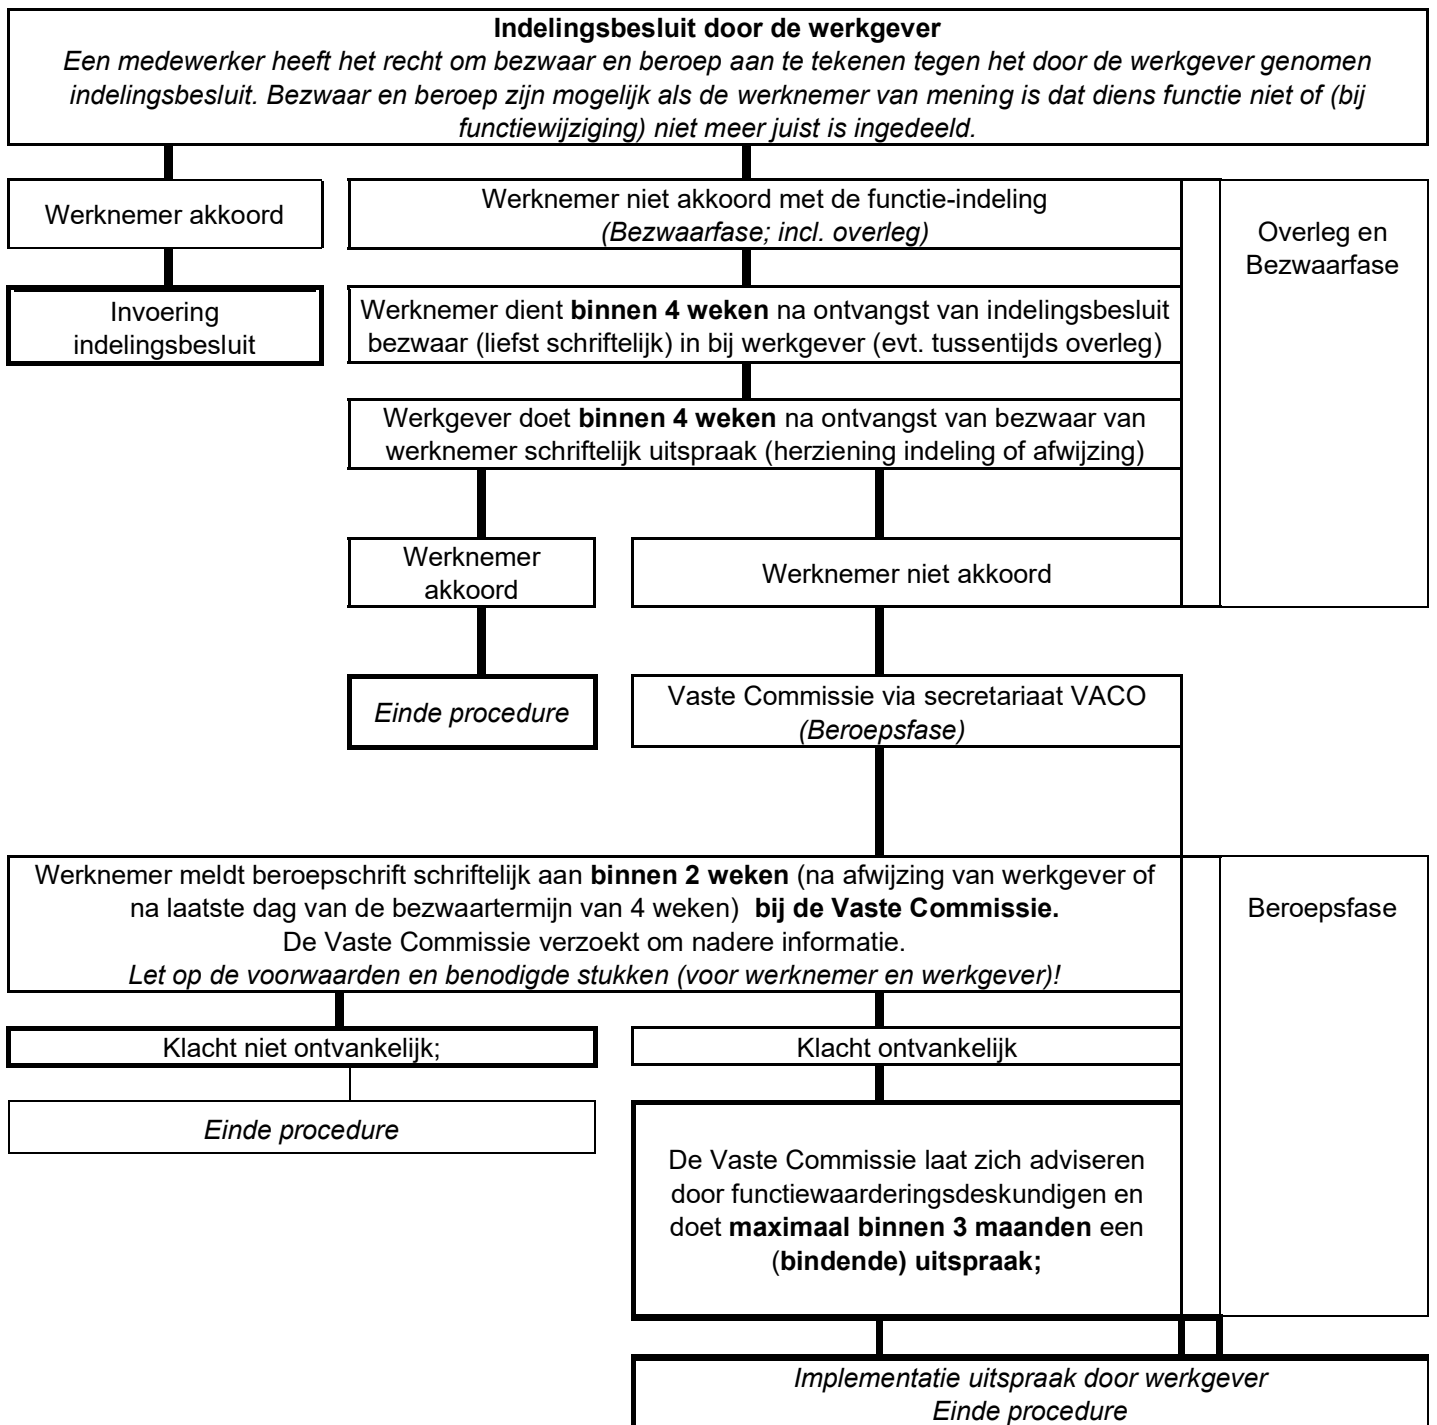 Indelingsbesluit door de werkgever
Een medewerker heeft het recht om bezwaar en beroep aan te tekenen tegen het door de werkgever genomen
indelingsbesluit. Bezwaar en beroep zijn mogelijk als de werknemer van mening is dat diens functie niet of (bij
functiewijziging) niet meer juist is ingedeeld.
Werknemer akkoord
Werknemer niet akkoord met de functie-indeling
(Bezwaarfase; incl. overleg)
Overleg en
Bezwaarfase
Invoering
indelingsbesluit
Werknemer dient binnen 4 weken na ontvangst van indelingsbesluit
bezwaar (liefst schriftelijk) in bij werkgever (evt. tussentijds overleg)
Werkgever doet binnen 4 weken na ontvangst van bezwaar van
werknemer schriftelijk uitspraak (herziening indeling of afwijzing)
Werknemer
akkoord
Werknemer niet akkoord
Einde procedure
Vaste Commissie via secretariaat VACO
(Beroepsfase)
Werknemer meldt beroepschrift schriftelijk aan binnen 2 weken (na afwijzing van werkgever of
na laatste dag van de bezwaartermijn van 4 weken) bij de Vaste Commissie.
De Vaste Commissie verzoekt om nadere informatie.
Let op de voorwaarden en benodigde stukken (voor werknemer en werkgever)!
Beroepsfase
Klacht niet ontvankelijk;
Klacht ontvankelijk
Einde procedure
De Vaste Commissie laat zich adviseren
door functiewaarderingsdeskundigen en
doet maximaal binnen 3 maanden een
(bindende) uitspraak;
Implementatie uitspraak door werkgever
Einde procedure